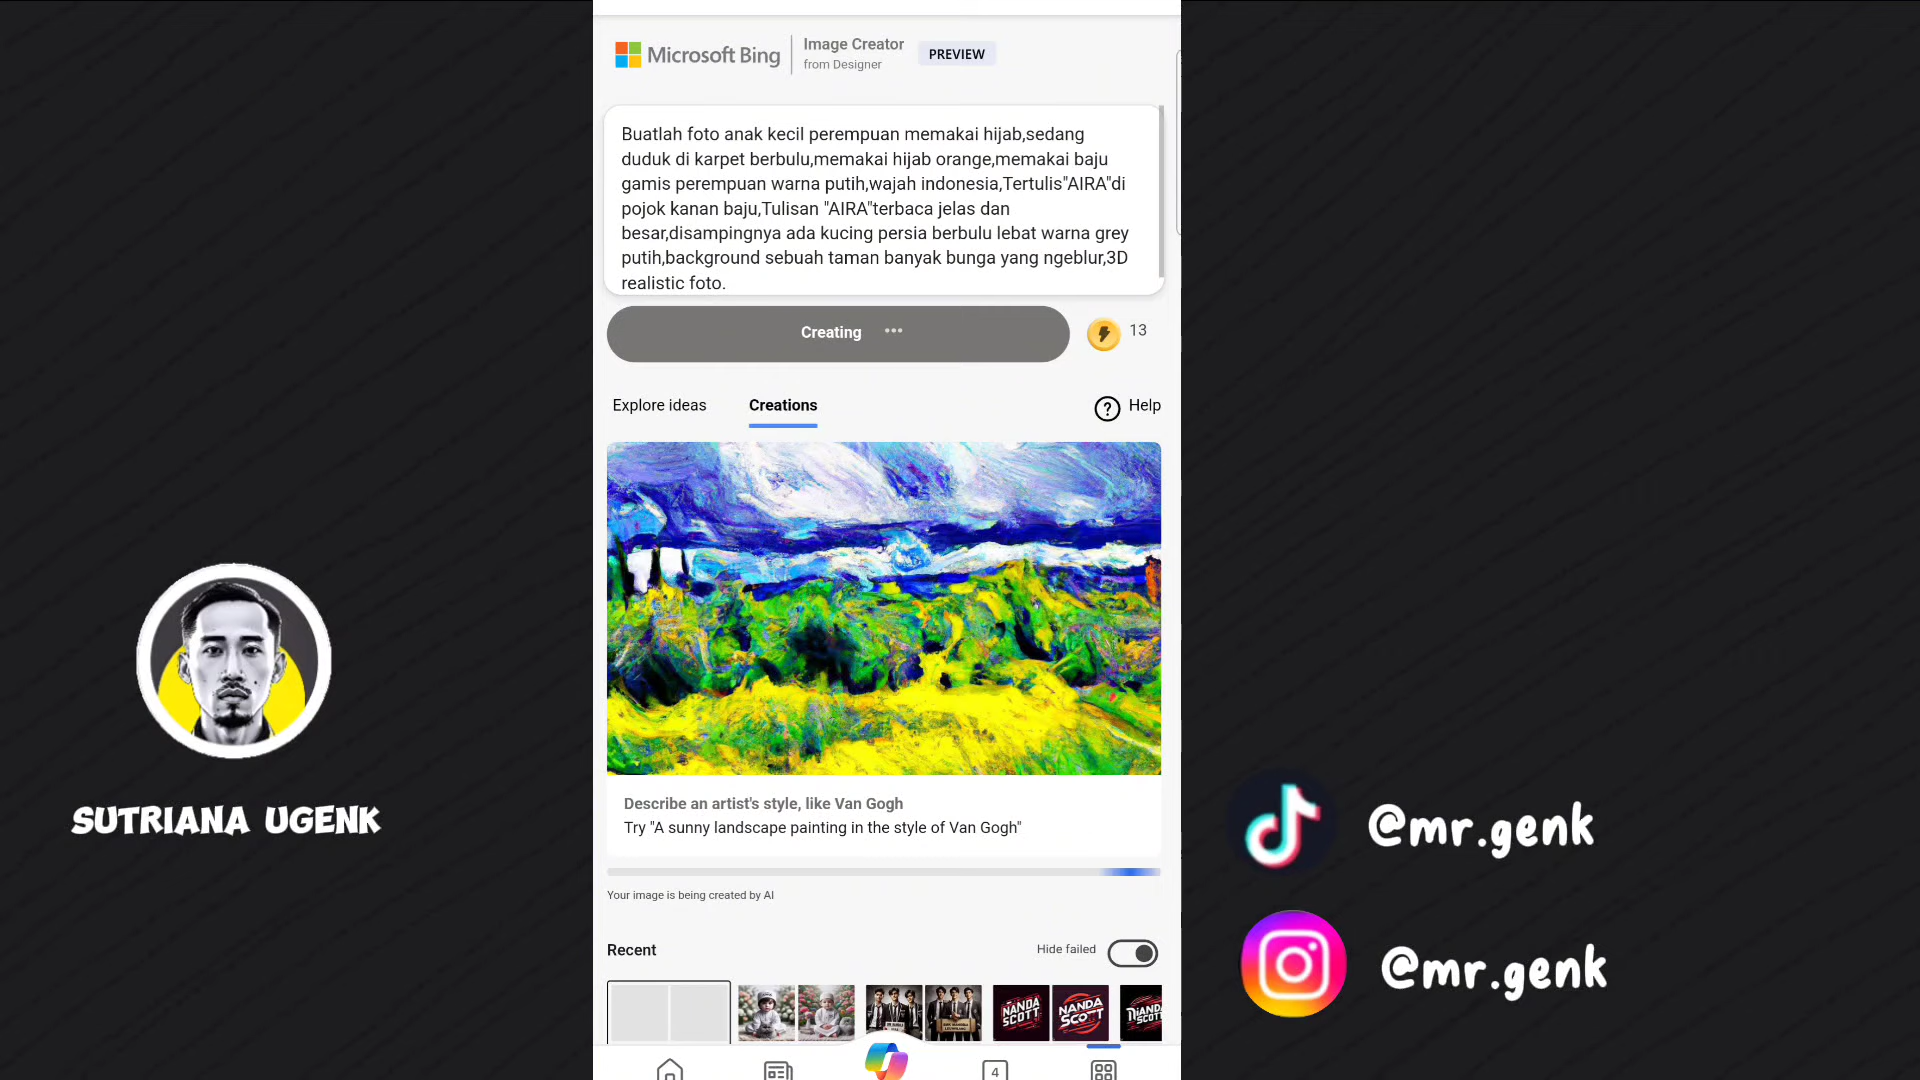 Microsoft Bing
Image Creator
from Designer
PREVIEW
Buatlah foto anak kecil perempuan memakai hijab,sedang
duduk di karpet berbulu,memakai hijab orange,memakai baju
gamis perempuan warna putih,wajah indonesia,Tertulis"AIRA"di
pojok kanan baju,Tulisan "AIRA"terbaca jelas dan
besar,disampingnya ada kucing persia berbulu lebat warna grey
putih,background sebuah taman banyak bunga yang ngeblur,3D
realistic foto.
Creating
13
Explore ideas
Creations
Help
Describe an artist's style, like Van Gogh
Try "A sunny landscape painting in the style of Van Gogh"
Your image is being created by AI
Recent
Hide failed
NANDA
SCOTT
NANDA
SCOTT
4
SUTRIANA UGENK
@mr.genk
@mr.genk